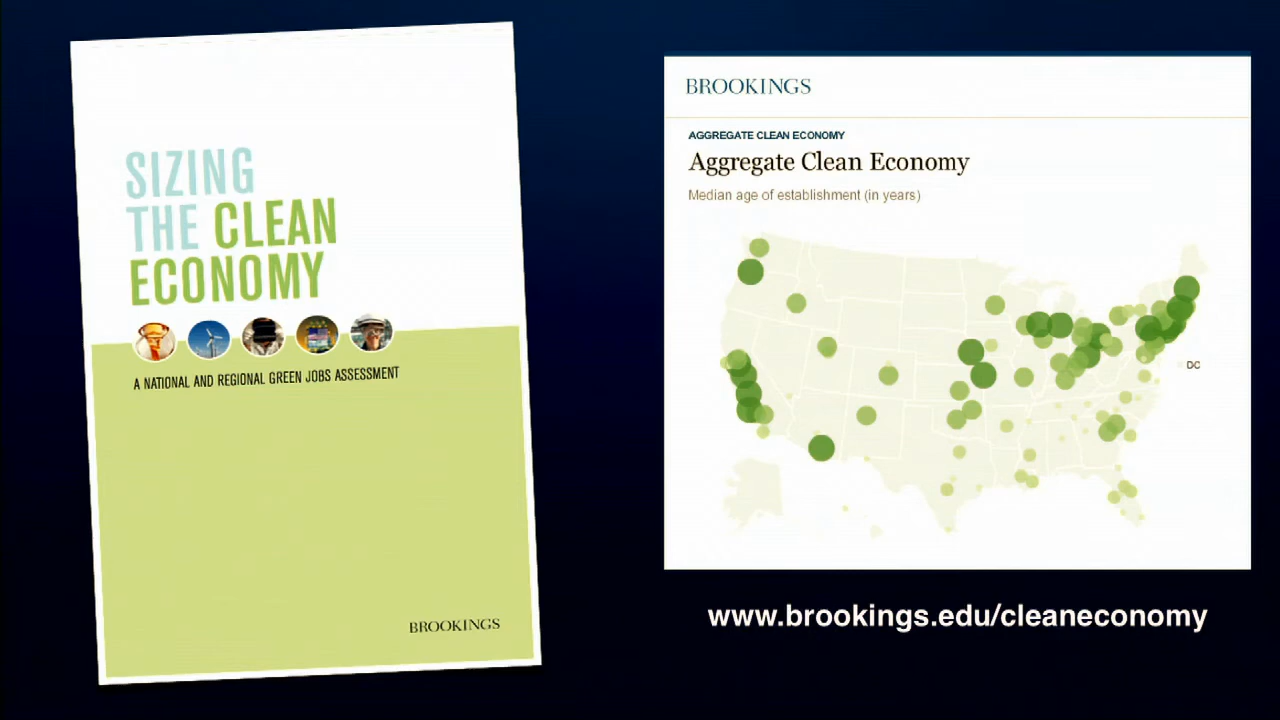 SIZING
THE CLEAN
ECONOMY
A NATIONAL AND REGIONAL GREEN JOBS ASSESSMENT
BROOKINGS
BROOKINGS
AGGREGATE CLEAN ECONOMY
Aggregate Clean Economy
Median age of establishment (in years)
DC
www.brookings.edu/cleaneconomy